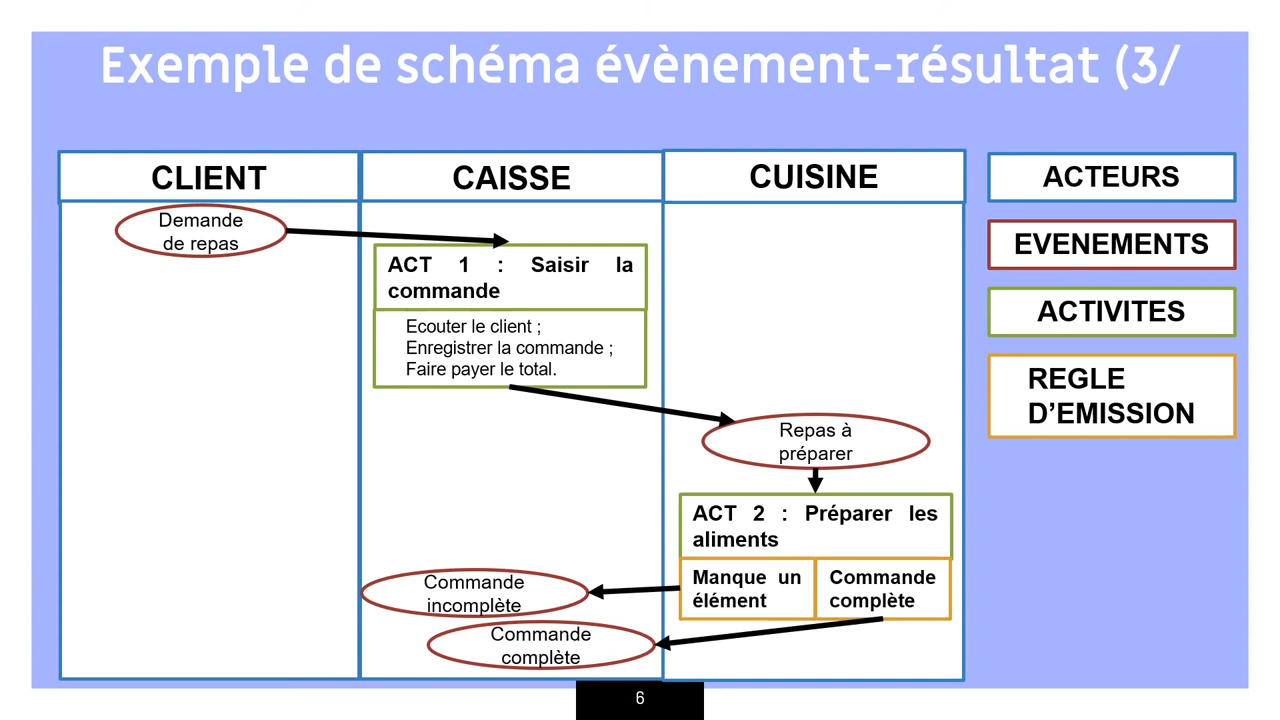 Exemple de schéma évènement-résultat (3/
CLIENT
CAISSE
CUISINE
ACTEURS
Demande
de repas
EVENEMENTS
ACT 1 : Saisir la
commande
Ecouter le client ;
Enregistrer la commande ;
Faire payer le total.
ACTIVITES
REGLE
D’EMISSION
Repas à
préparer
ACT 2 : Préparer les
aliments
Manque un
élément
Commande
complète
Commande
incomplète
Commande
complète
6